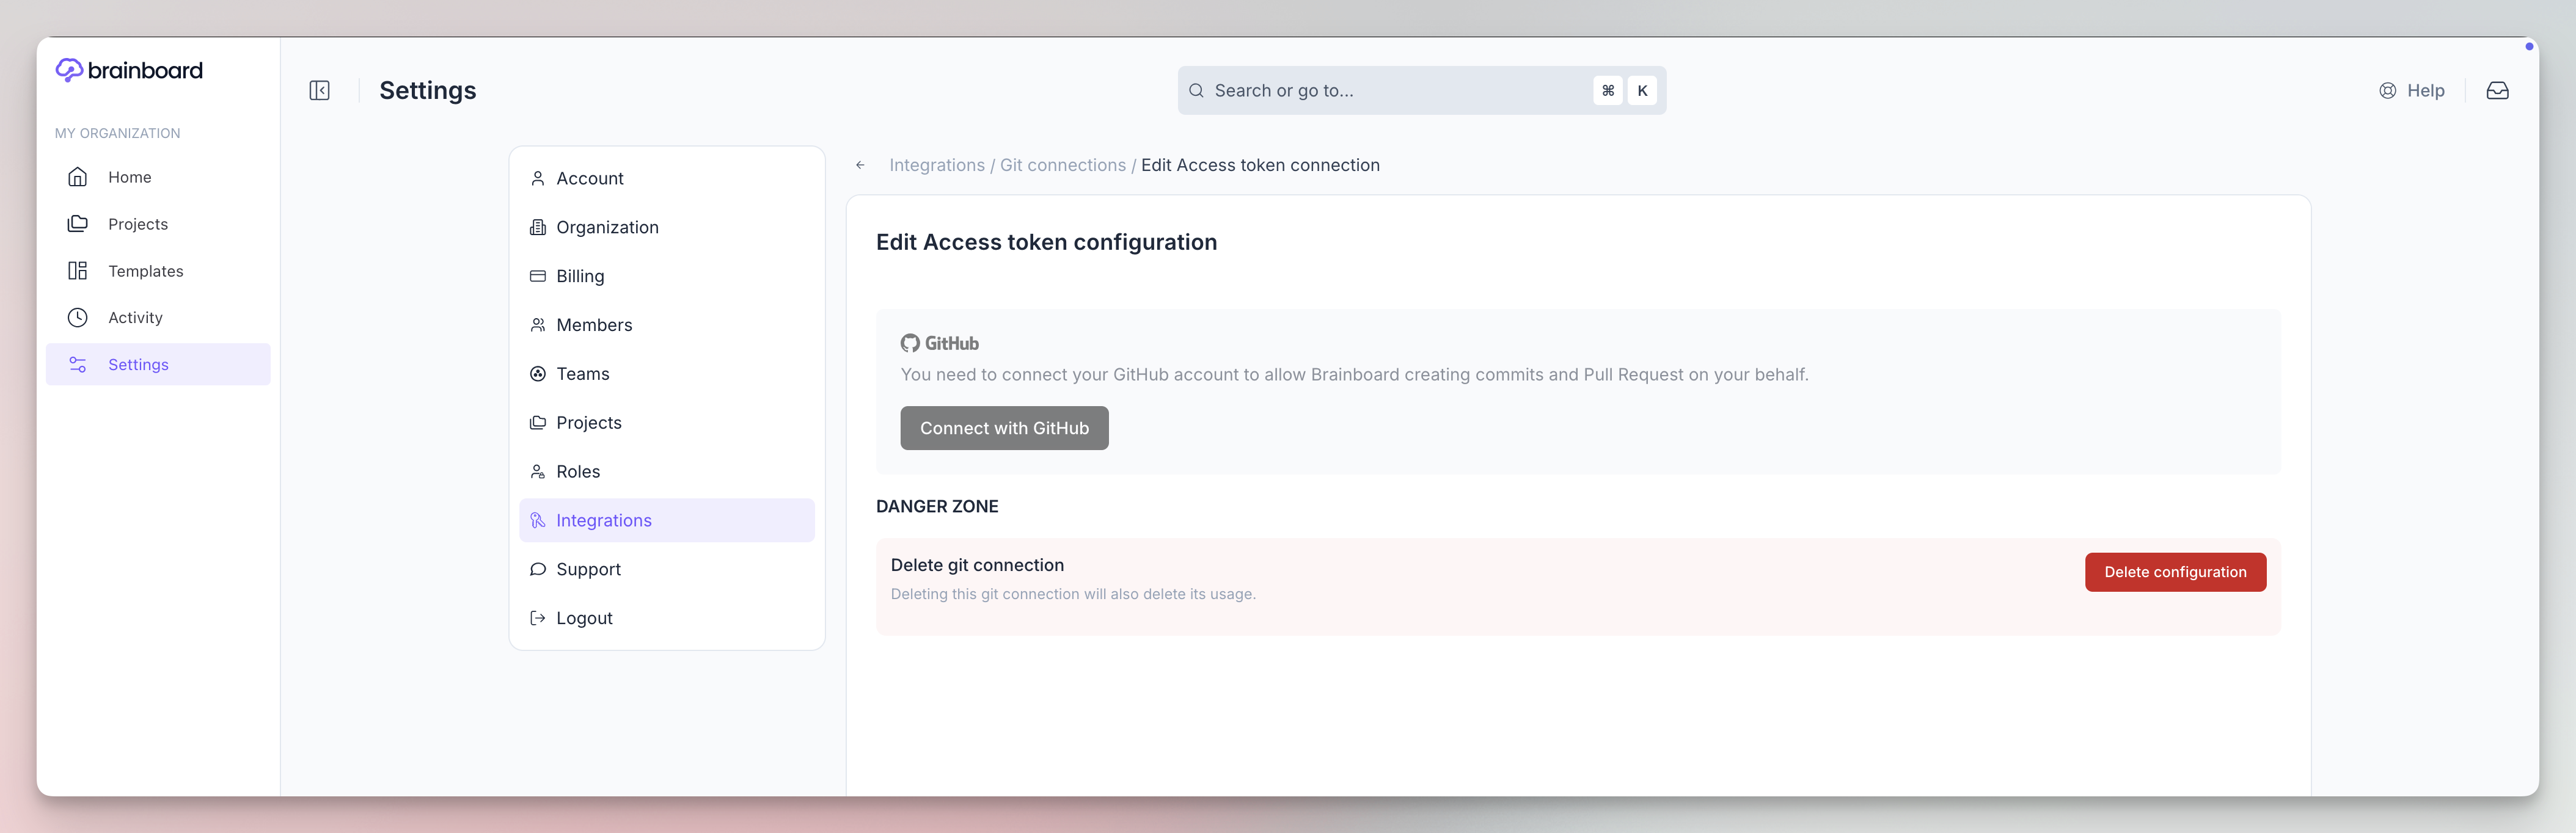 brainboard
MY ORGANIZATION
Home
Projects
Templates
Activity
Settings
Settings
Search or go to...
⌘ K
Help
Account
Organization
Billing
Members
Teams
Projects
Roles
Integrations
Support
Logout
Integrations / Git connections / Edit Access token connection
Edit Access token configuration
GitHub
You need to connect your GitHub account to allow Brainboard creating commits and Pull Request on your behalf.
Connect with GitHub
DANGER ZONE
Delete git connection
Deleting this git connection will also delete its usage.
Delete configuration